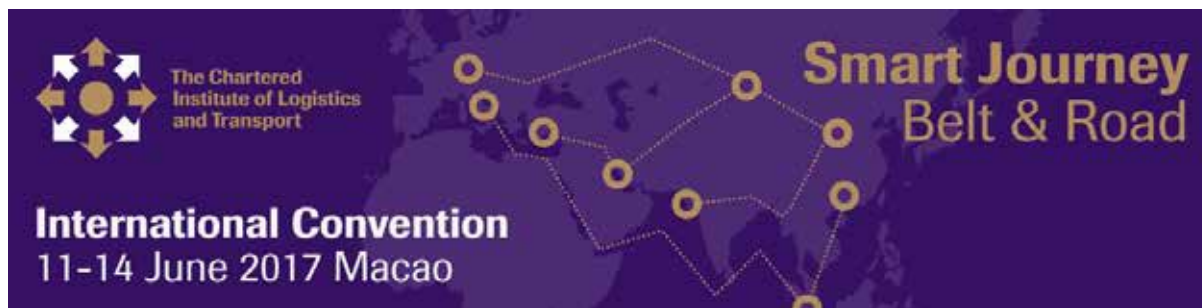 The Chartered
Institute of Logistics
and Transport
Smart Journey
Belt & Road
International Convention
11-14 June 2017 Macao